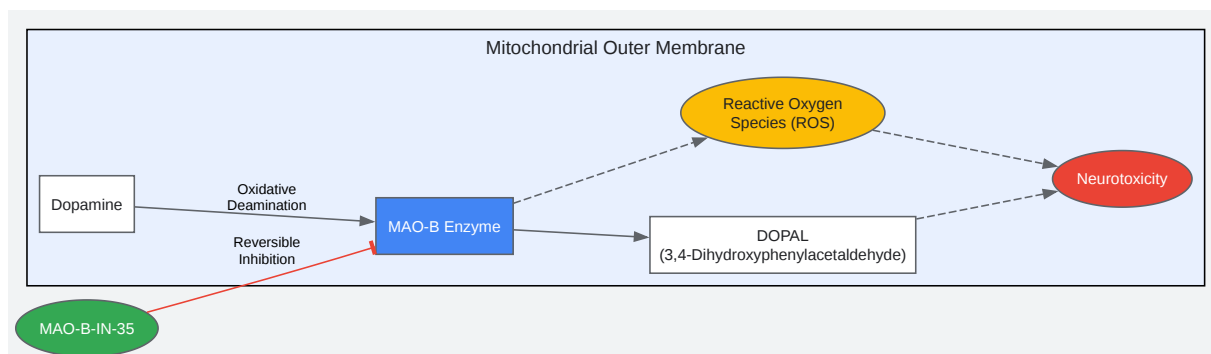 Mitochondrial Outer Membrane
Reactive Oxygen
Species (ROS)
Neurotoxicity
Dopamine
Oxidative
Deamination
MAO-B Enzyme
DOPAL
(3,4-Dihydroxyphenylacetaldehyde)
Reversible
Inhibition
MAO-B-IN-35